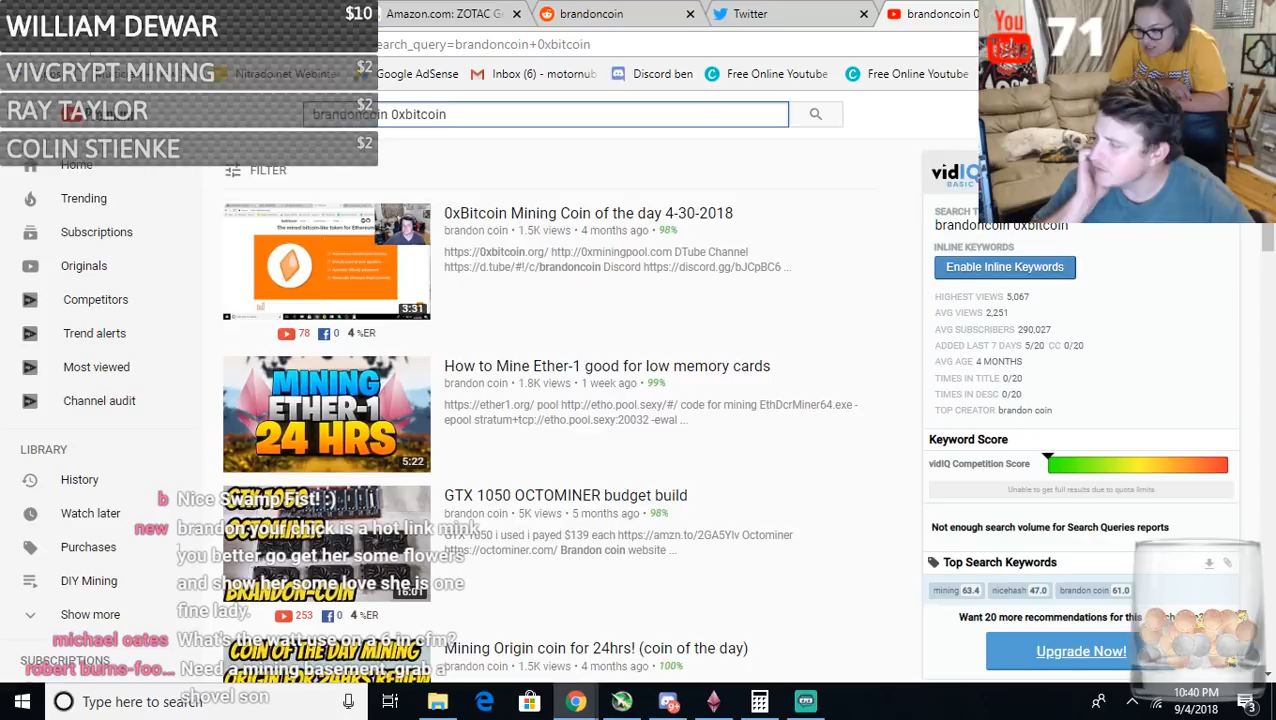 WILLIAM DEWAR $10
VIVCRYPT MINING $2
RAY TAYLOR $2
COLIN STIENKE $2
Amazon.com: ZOTAC G
brandoncoin
Twitter
brandoncoin 0
earch_query=brandoncoin+0xbitcoin
Nitrado.net Webinte
Google AdSense
Inbox (6) - motornub
Discord ben
Free Online Youtube
Free Online Youtube
You
Tube
71
brandoncoin 0xbitcoin
Home
Trending
Subscriptions
Originals
Competitors
Trend alerts
Most viewed
Channel audit
LIBRARY
History
Watch later
Purchases
DIY Mining
Show more
SUBSCRIPTIONS
FILTER
0xBitcoin Mining coin of the day 4-30-2018
brandon coin • 1.5K views • 4 months ago • 98%
https://0xbitcoin.org/ http://0xrminingpool.com DTube Channel
https://d.tube/#!/c/brandoncoin Discord https://discord.gg/bJCpBC6 ...
3:31
78 0 4 %ER
How to Mine Ether-1 good for low memory cards
brandon coin • 1.8K views • 1 week ago • 99%
https://ether1.org/ pool http://etho.pool.sexy/#/ code for mining EthDcrMiner64.exe -
epool stratum+tcp://etho.pool.sexy:20032 -ewal ...
MINING
ETHER-1
24 HRS
5:22
GTX 1050 OCTOMINER budget build
brandon coin • 5K views • 5 months ago • 98%
1050 i used i payed $139 each https://amzn.to/2GA5Ylv Octominer
https://octominer.com/ Brandon coin website ...
OCTOMINER
BRANDON-COIN
16:01
253 0 4 %ER
Mining Origin coin for 24hrs! (coin of the day)
brandon coin • 1.5K views • 4 months ago • 100%
COIN OF THE DAY MINING
b Nice Swamp Fist! :)
new brandon your chick is a hot link mink
you better go get her some flowers
and show her some love she is one
fine lady.
michael oates What's the watt use on a 6 in ofm?
robert burns-foo... Need a mining basement, grab a
shovel son
vidIQ
BASIC
SEARCH T
brandoncoin 0xbitcoin
INLINE KEYWORDS
Enable Inline Keywords
HIGHEST VIEWS 5,067
AVG VIEWS 2,251
AVG SUBSCRIBERS 290,027
ADDED LAST 7 DAYS 5/20 CC 0/20
AVG AGE 4 MONTHS
TIMES IN TITLE 0/20
TIMES IN DESC 0/20
TOP CREATOR brandon coin
Keyword Score
vidIQ Competition Score
Unable to get full results due to quota limits.
Not enough search volume for Search Queries reports
Top Search Keywords
mining 63.4 nicehash 47.0 brandon coin 61.0
Want 20 more recommendations for this
Upgrade Now!
Type here to search
10:40 PM
9/4/2018
3